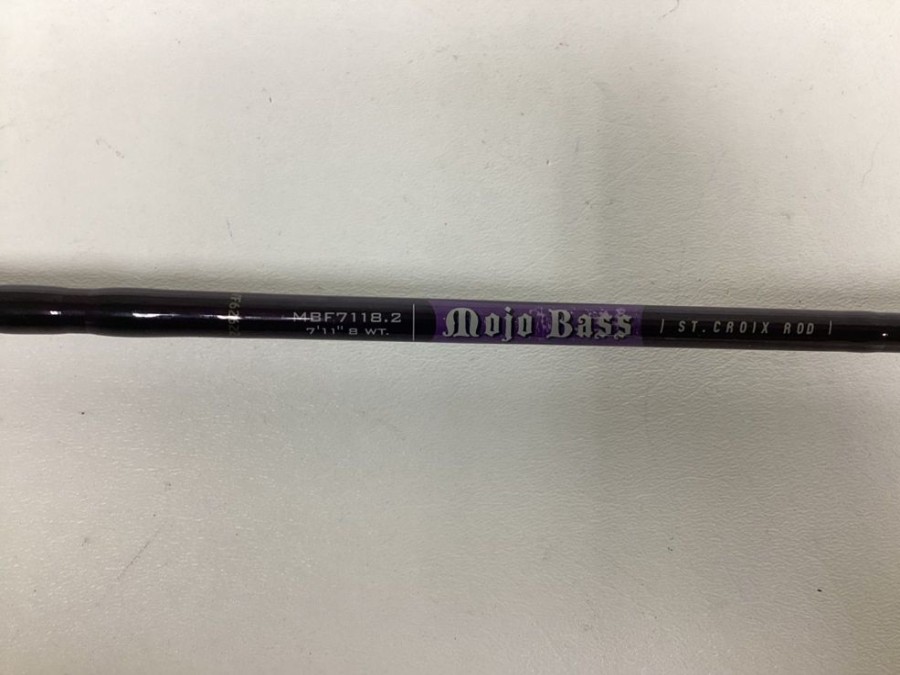 MBF7118.2
7'11" 8 WT.
Mojo Bass
| ST. CROIX ROD |